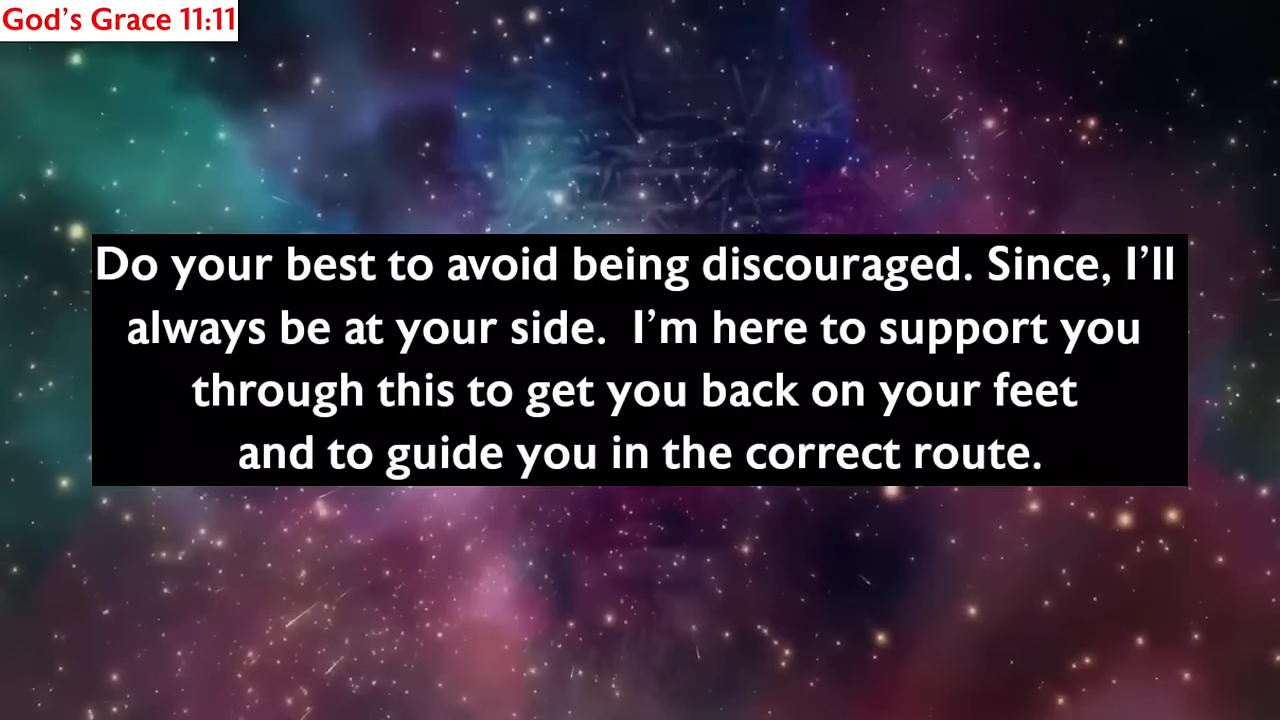 God’s Grace 11:11
Do your best to avoid being discouraged. Since, I’ll
always be at your side.  I’m here to support you
through this to get you back on your feet
and to guide you in the correct route.